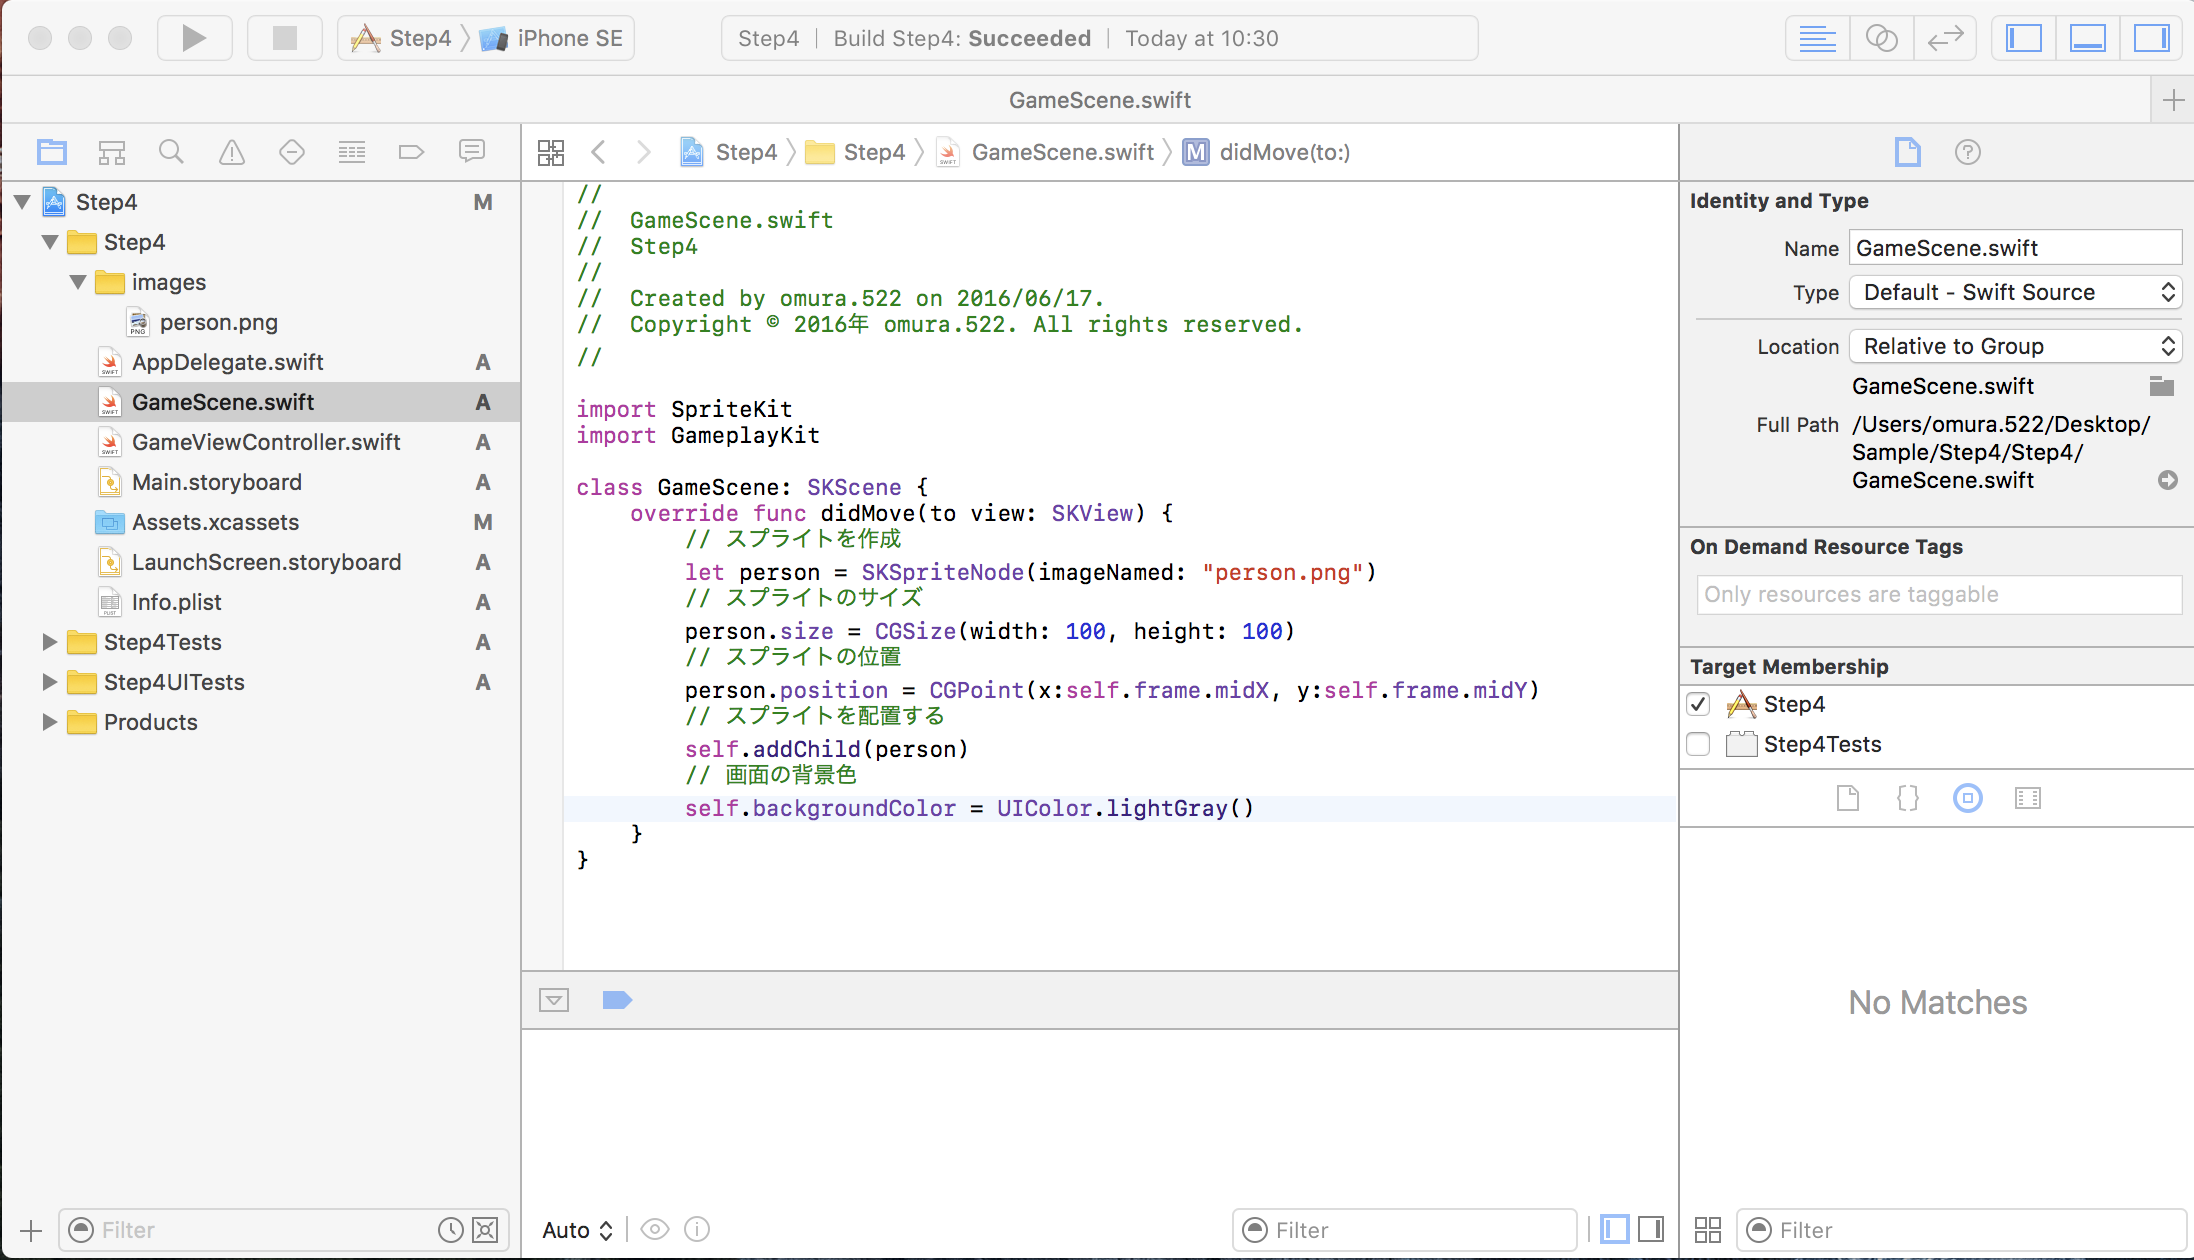 Step4 iPhone SE Step4 | Build Step4: Succeeded | Today at 10:30
GameScene.swift
Step4 Step4 GameScene.swift M didMove(to:)
Step4 M
Step4
images
person.png
AppDelegate.swift A
GameScene.swift A
GameViewController.swift A
Main.storyboard A
Assets.xcassets M
LaunchScreen.storyboard A
Info.plist A
Step4Tests A
Step4UITests A
Products
Filter
//
//  GameScene.swift
//  Step4
//
//  Created by omura.522 on 2016/06/17.
//  Copyright © 2016年 omura.522. All rights reserved.
//
import SpriteKit
import GameplayKit
class GameScene: SKScene {
    override func didMove(to view: SKView) {
        // スプライトを作成
        let person = SKSpriteNode(imageNamed: "person.png")
        // スプライトのサイズ
        person.size = CGSize(width: 100, height: 100)
        // スプライトの位置
        person.position = CGPoint(x:self.frame.midX, y:self.frame.midY)
        // スプライトを配置する
        self.addChild(person)
        // 画面の背景色
        self.backgroundColor = UIColor.lightGray()
    }
}
Auto Filter
Identity and Type
Name GameScene.swift
Type Default - Swift Source
Location Relative to Group
GameScene.swift
Full Path /Users/omura.522/Desktop/
Sample/Step4/Step4/
GameScene.swift
On Demand Resource Tags
Only resources are taggable
Target Membership
Step4
Step4Tests
No Matches
Filter